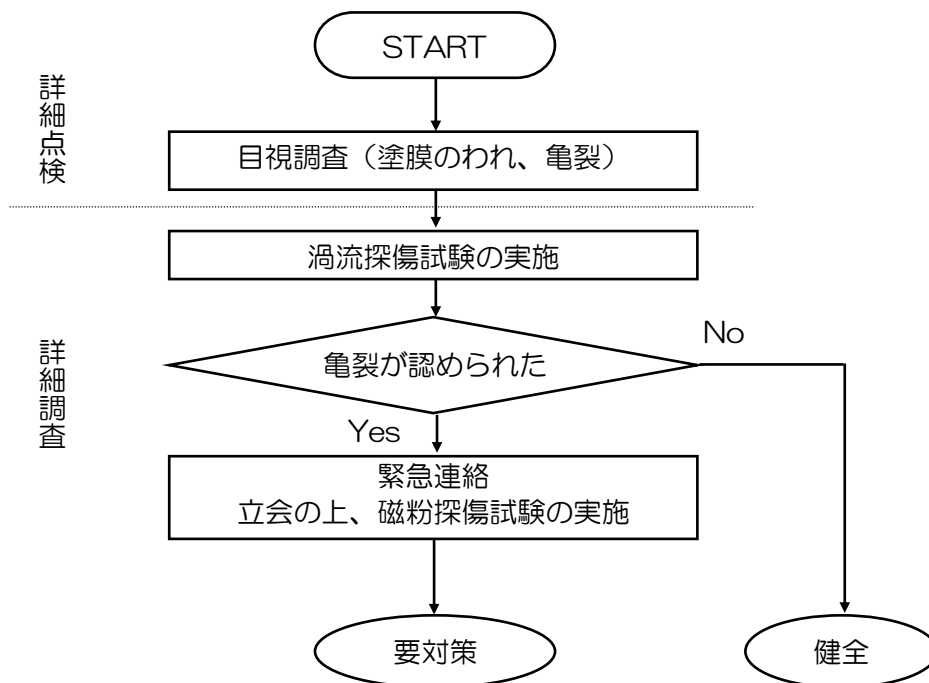 START
詳細点検
目視調査（塗膜のわれ、亀裂）
渦流探傷試験の実施
詳細調査
亀裂が認められた
No
Yes
緊急連絡
立会の上、磁粉探傷試験の実施
要対策
健全